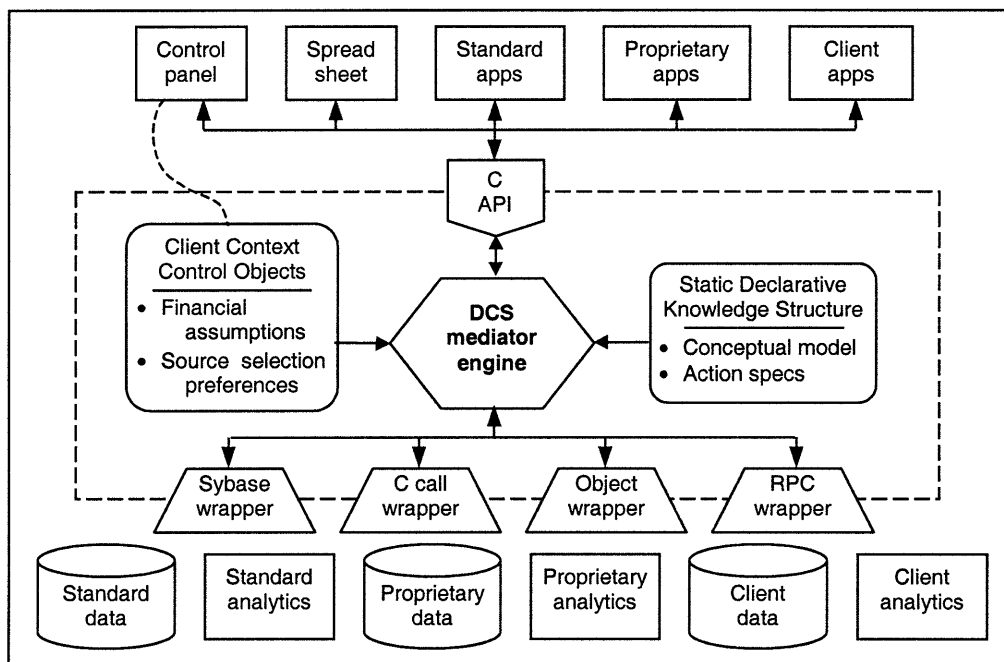 Control
panel
Spread
sheet
Standard
apps
Proprietary
apps
Client
apps
C
API
Client Context
Control Objects
• Financial
assumptions
• Source selection
preferences
DCS
mediator
engine
Static Declarative
Knowledge Structure
• Conceptual model
• Action specs
Sybase
wrapper
C call
wrapper
Object
wrapper
RPC
wrapper
Standard
data
Standard
analytics
Proprietary
data
Proprietary
analytics
Client
data
Client
analytics